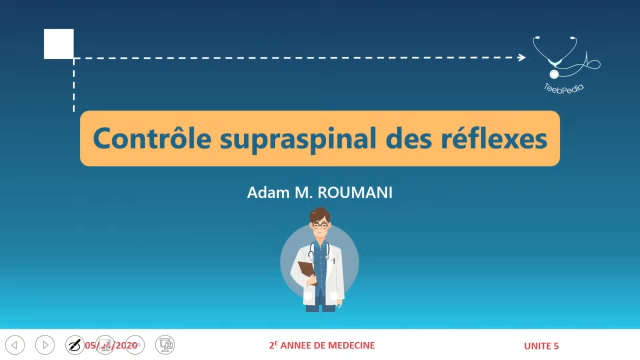 TeebPedia
Contrôle supraspinal des réflexes
Adam M. ROUMANI
2ᴱ ANNEE DE MEDECINE
UNITE 5